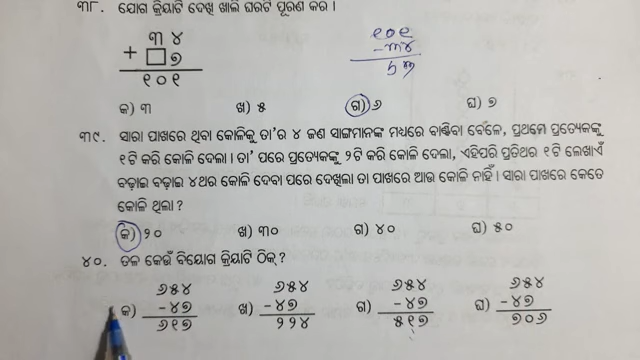 ୩୮. ଯୋଗ କ୍ରିୟାଟି ଦେଖି ଖାଲି ଘରଟି ପୂରଣ କର ।
୩ ୪
+ □ ୭
୧୦୧
୧୦୧
-୩୪
କ) ୩ ଖ) ୫ ଗ) ୬ ଘ) ୭
୩୯. ସାରା ପାଖରେ ଥିବା କୋଳିକୁ ତା'ର ୪ ଜଣ ସାଙ୍ଗମାନଙ୍କ ମଧ୍ୟରେ ବାଣ୍ଟିବା ବେଳେ, ପ୍ରଥମେ ପ୍ରତ୍ୟେକଙ୍କୁ
୧ଟି କରି କୋଳି ଦେଲା । ତା' ପରେ ପ୍ରତ୍ୟେକଙ୍କୁ ୨ଟି କରି କୋଳି ଦେଲା, ଏହିପରି ପ୍ରତିଥର ୧ଟି ଲେଖାଏଁ
ବଢ଼ାଇ ବଢ଼ାଇ ୪ଥର କୋଳି ଦେବା ପରେ ଦେଖିଲା ତା ପାଖରେ ଆଉ କୋଳି ନାହିଁ । ସାରା ପାଖରେ କେତେ
କୋଳି ଥିଲା ?
କ) ୨୦ ଖ) ୩୦ ଗ) ୪୦ ଘ) ୫୦
୪୦. ତଳ କେଉଁ ବିୟୋଗ କ୍ରିୟାଟି ଠିକ୍ ?
୬୫୪ ୬୫୪ ୬୫୪ ୬୫୪
କ) -୪୭ ଖ) -୪୭ ଗ) -୪୭ ଘ) -୪୭
୬୧୭ ୨୨୪ ୫୧୭ ୭୦୬